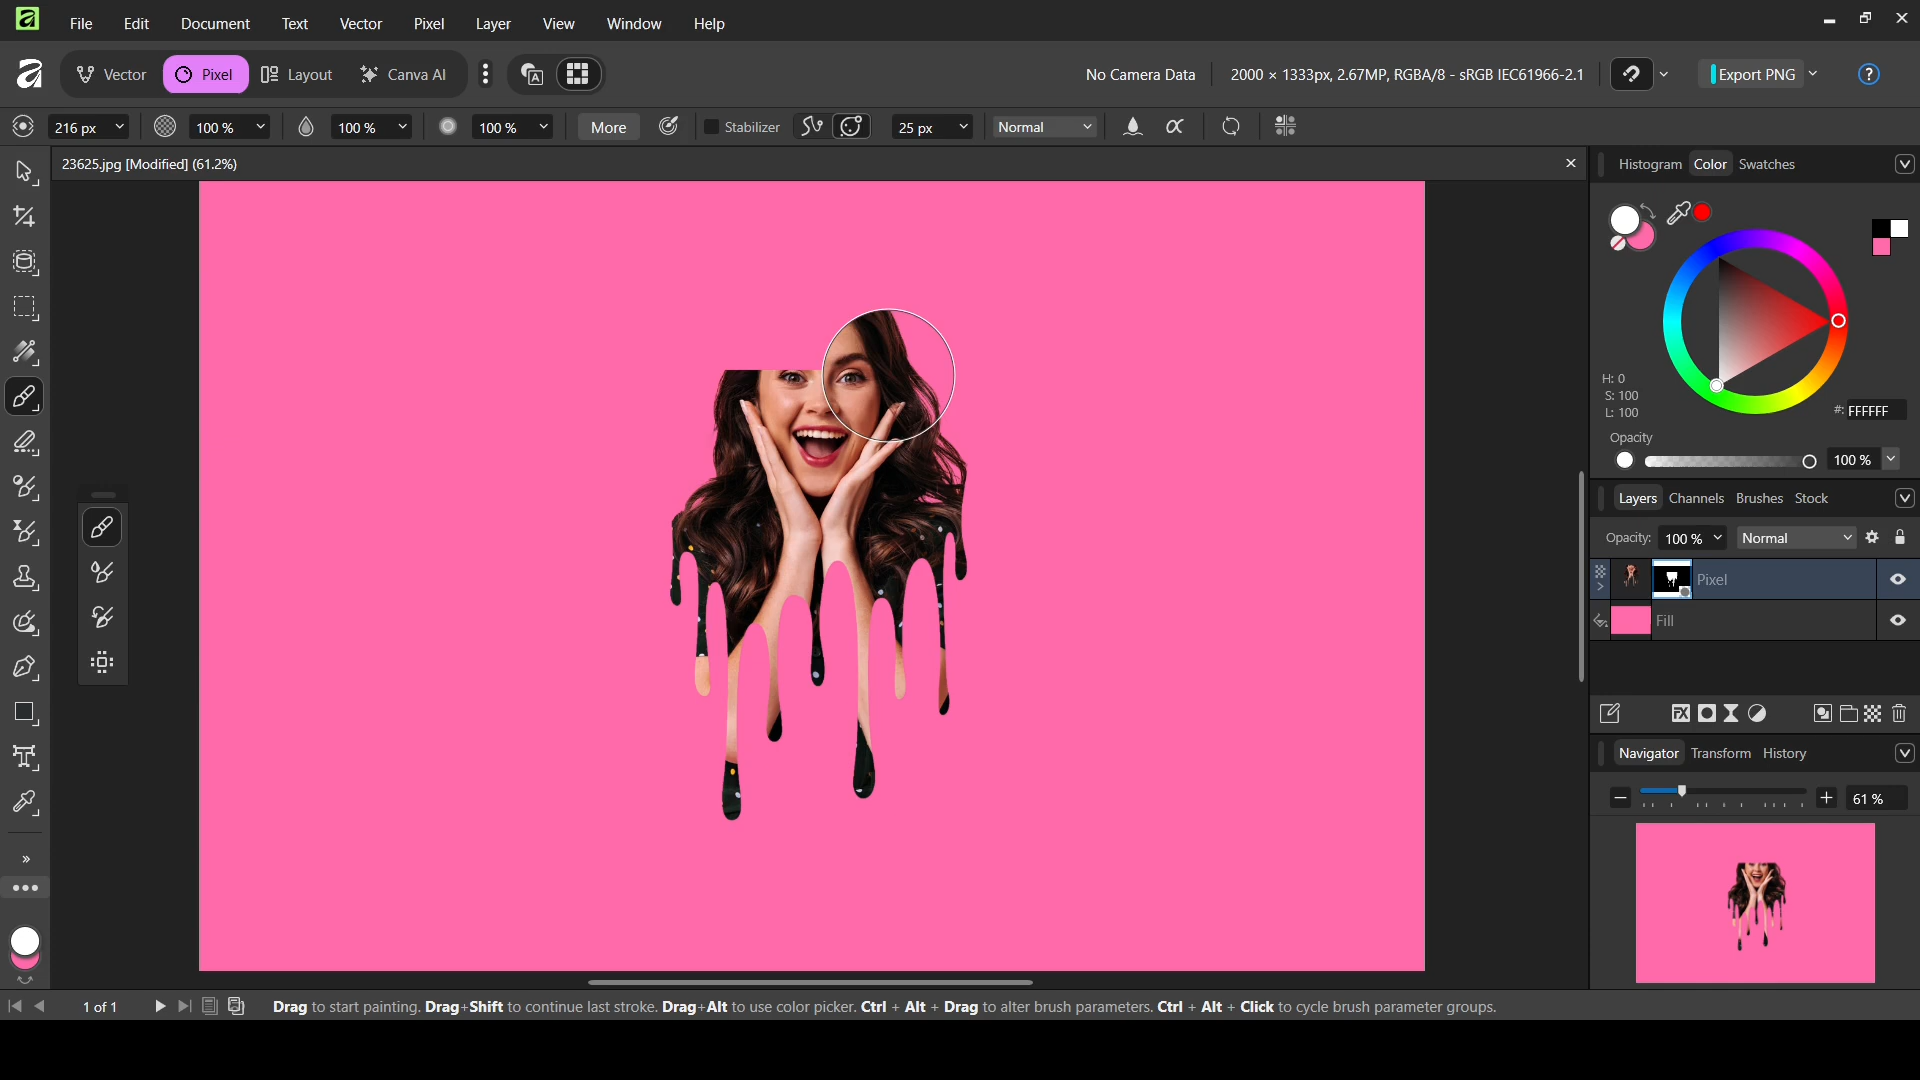 File Edit Document Text Vector Pixel Layer View Window Help
Vector Pixel Layout Canva AI No Camera Data 2000 × 1333px, 2.67MP, RGBA/8 - sRGB IEC61966-2.1 Export PNG ?
216 px 100 % 100 % 100 % More Stabilizer 25 px Normal
23625.jpg [Modified] (61.2%)
Histogram Color Swatches
H: 0
S: 100
L: 100
#: FFFFFF
Opacity
100 %
Layers Channels Brushes Stock
Opacity: 100 % Normal
Pixel
Fill
Navigator Transform History
61 %
1 of 1 Drag to start painting. Drag+Shift to continue last stroke. Drag+Alt to use color picker. Ctrl + Alt + Drag to alter brush parameters. Ctrl + Alt + Click to cycle brush parameter groups.